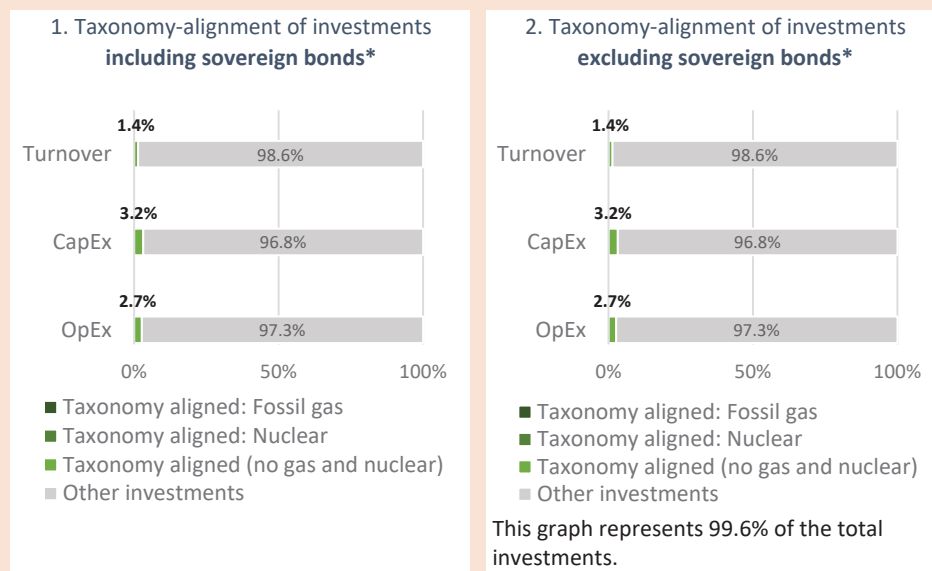 1. Taxonomy-alignment of investments
including sovereign bonds*
1.4%
Turnover
98.6%
3.2%
CapEx
96.8%
2.7%
OpEx
97.3%
0%
50%
100%
Taxonomy aligned: Fossil gas
Taxonomy aligned: Nuclear
Taxonomy aligned (no gas and nuclear)
Other investments
2. Taxonomy-alignment of investments
excluding sovereign bonds*
1.4%
Turnover
98.6%
3.2%
CapEx
96.8%
2.7%
OpEx
97.3%
0%
50%
100%
Taxonomy aligned: Fossil gas
Taxonomy aligned: Nuclear
Taxonomy aligned (no gas and nuclear)
Other investments
This graph represents 99.6% of the total
investments.